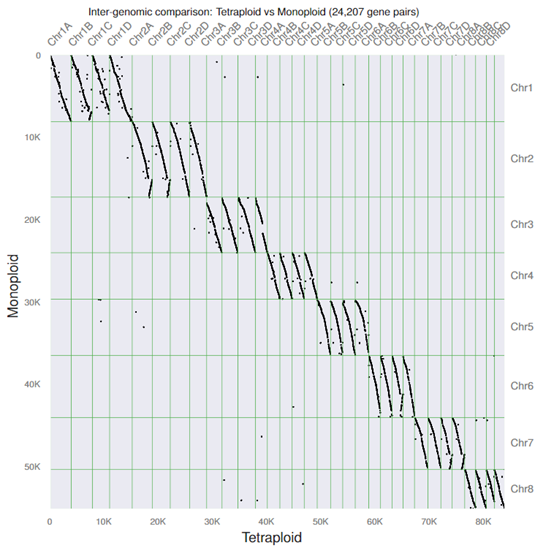 Inter-genomic comparison: Tetraploid vs Monoploid (24,207 gene pairs)
Chr1A Chr1B Chr1C Chr1D Chr2A Chr2B Chr2C Chr2D Chr3A Chr3B Chr3C Chr3D Chr4A Chr4B Chr4C Chr4D Chr5A Chr5B Chr5C Chr5D Chr6A Chr6B Chr6C Chr6D Chr7A Chr7B Chr7C Chr7D Chr8A Chr8B Chr8C Chr8D
0
Chr1
10K
Chr2
20K
Chr3
Chr4
30K
Chr5
40K
Chr6
Chr7
50K
Chr8
Monoploid
0 10K 20K 30K 40K 50K 60K 70K 80K
Tetraploid